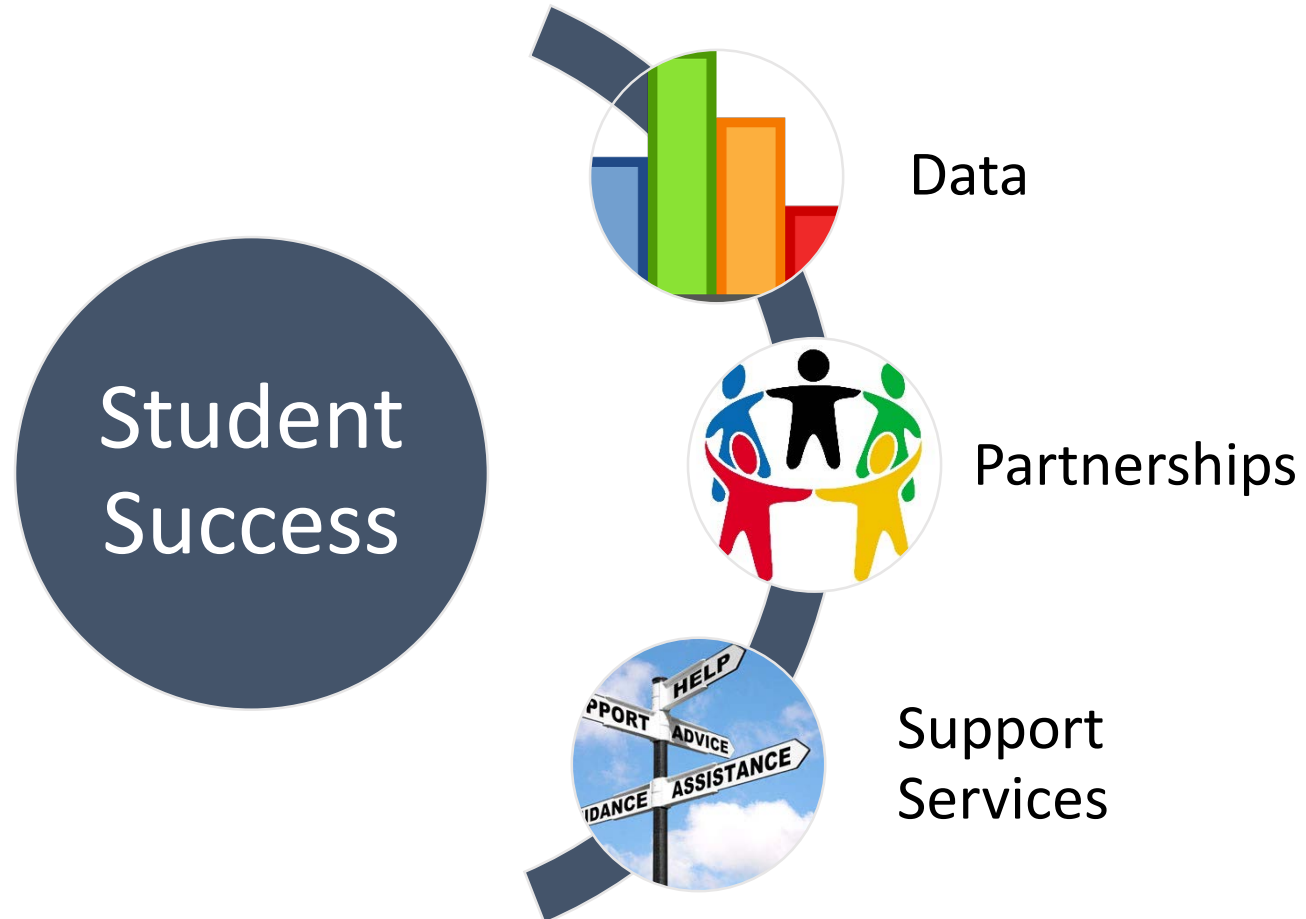 Student
Success
Data
Partnerships
Support
Services
HELP
PPORT
ADVICE
ASSISTANCE
IDANCE